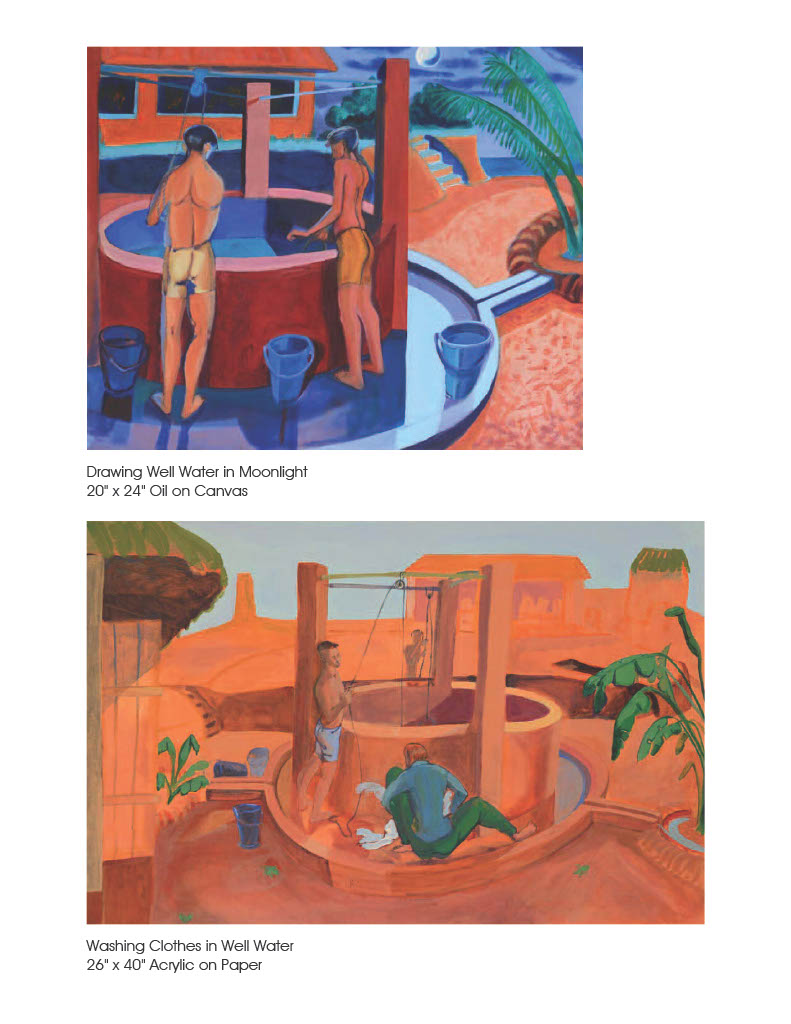 Drawing Well Water in Moonlight
20" x 24" Oil on Canvas
Washing Clothes in Well Water
26" x 40" Acrylic on Paper